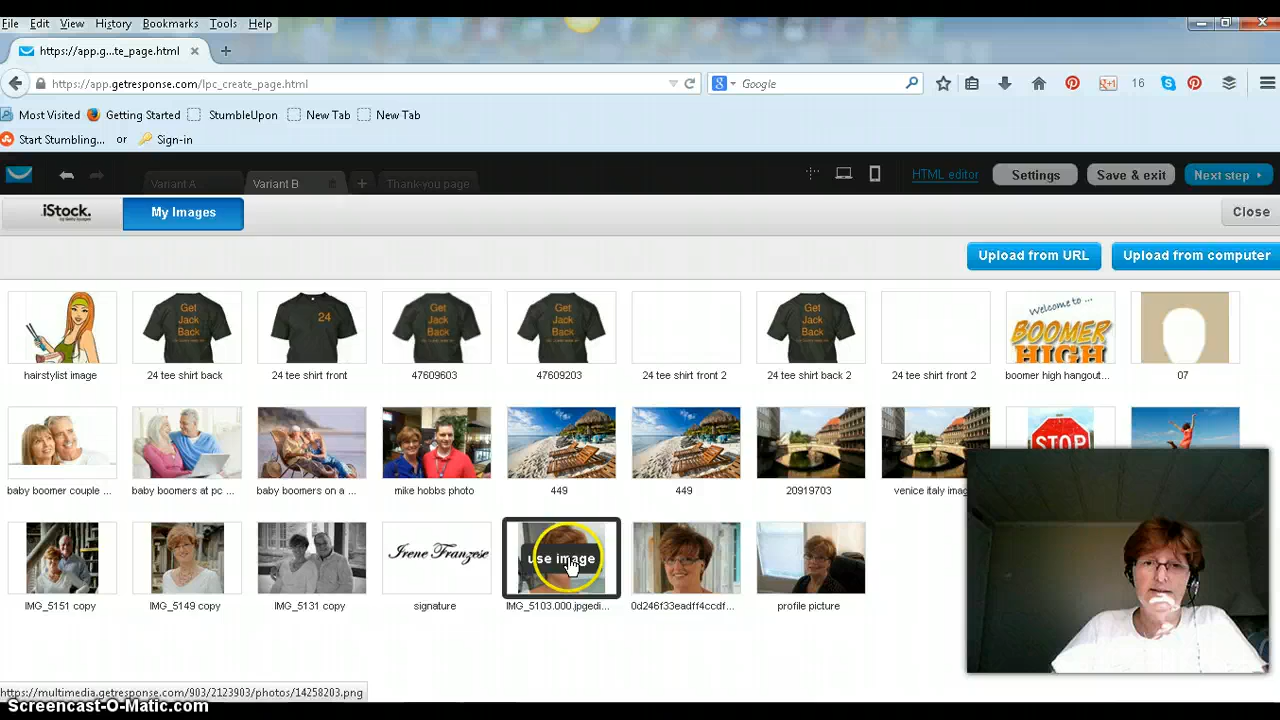 File Edit View History Bookmarks Tools Help
https://app.g...te_page.html
https://app.getresponse.com/lpc_create_page.html
Google
16
Most Visited Getting Started StumbleUpon New Tab New Tab
Start Stumbling... or Sign-in
Variant A Variant B + Thank-you page HTML editor Settings Save & exit Next step
iStock. My Images Close
Upload from URL Upload from computer
Get Jack Back
24
Get Jack Back
Get Jack Back
Get Jack Back
Welcome to ...
BOOMER
HIGH
hairstylist image 24 tee shirt back 24 tee shirt front 47609603 47609203 24 tee shirt front 2 24 tee shirt back 2 24 tee shirt front 2 boomer high hangout... 07
STOP
baby boomer couple ... baby boomers at pc ... baby boomers on a ... mike hobbs photo 449 449 20919703 venice italy imag
Irene Franzese
use image
IMG_5151 copy IMG_5149 copy IMG_5131 copy signature IMG_5103.000.jpgedi... 0d246f33eadff4ccdf... profile picture
https://multimedia.getresponse.com/903/2123903/photos/14258203.png
Screencast-O-Matic.com